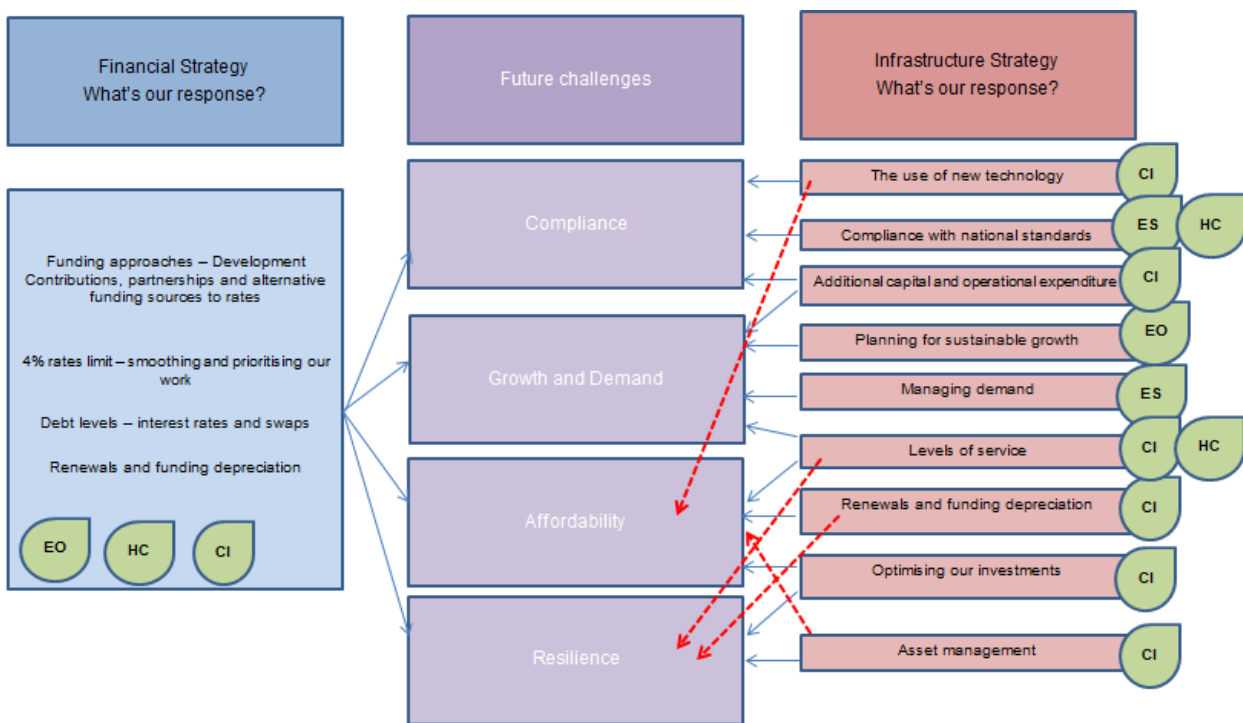 Financial Strategy
What's our response?
Future challenges
Infrastructure Strategy
What's our response?
Funding approaches – Development
Contributions, partnerships and alternative
funding sources to rates
4% rates limit – smoothing and prioritising our
work
Debt levels – interest rates and swaps
Renewals and funding depreciation
EO
HC
CI
Compliance
Growth and Demand
Affordability
Resilience
The use of new technology
CI
Compliance with national standards
ES
HC
Additional capital and operational expenditure
CI
Planning for sustainable growth
EO
Managing demand
ES
Levels of service
CI
HC
Renewals and funding depreciation
CI
Optimising our investments
CI
Asset management
CI